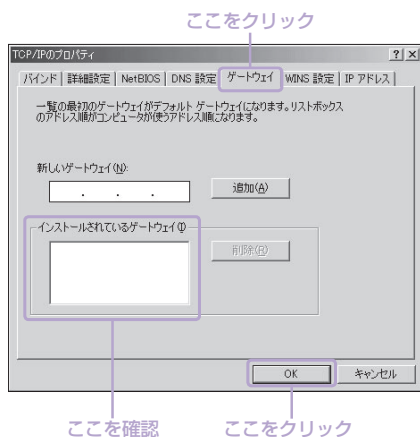 ここをクリック
TCP/IPのプロパティ
バインド 詳細設定 NetBIOS DNS 設定 ゲートウェイ WINS 設定 IP アドレス
一覧の最初のゲートウェイがデフォルト ゲートウェイになります。リストボックス
のアドレス順がコンピュータが使うアドレス順になります。
新しいゲートウェイ(N):
. . . 追加(A)
インストールされているゲートウェイ(I)
削除(R)
OK キャンセル
ここを確認 ここをクリック